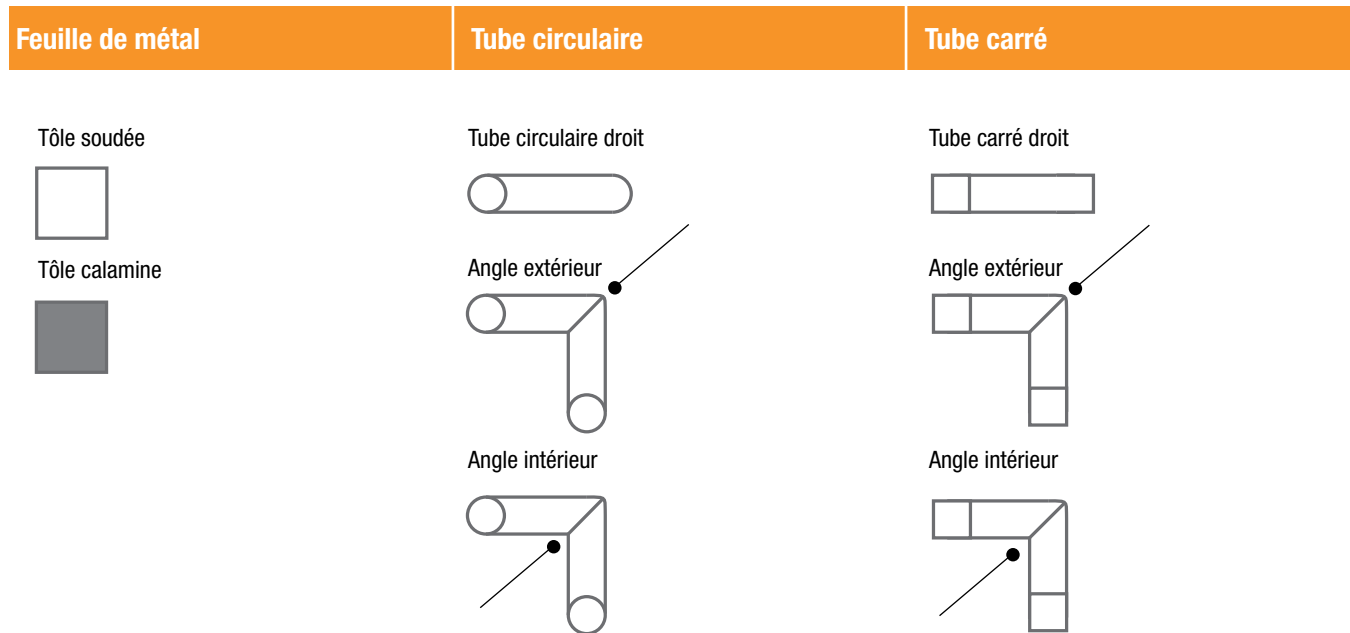 Feuille de métal
Tube circulaire
Tube carré
Tôle soudée
Tôle calamine
Tube circulaire droit
Angle extérieur
Angle intérieur
Tube carré droit
Angle extérieur
Angle intérieur